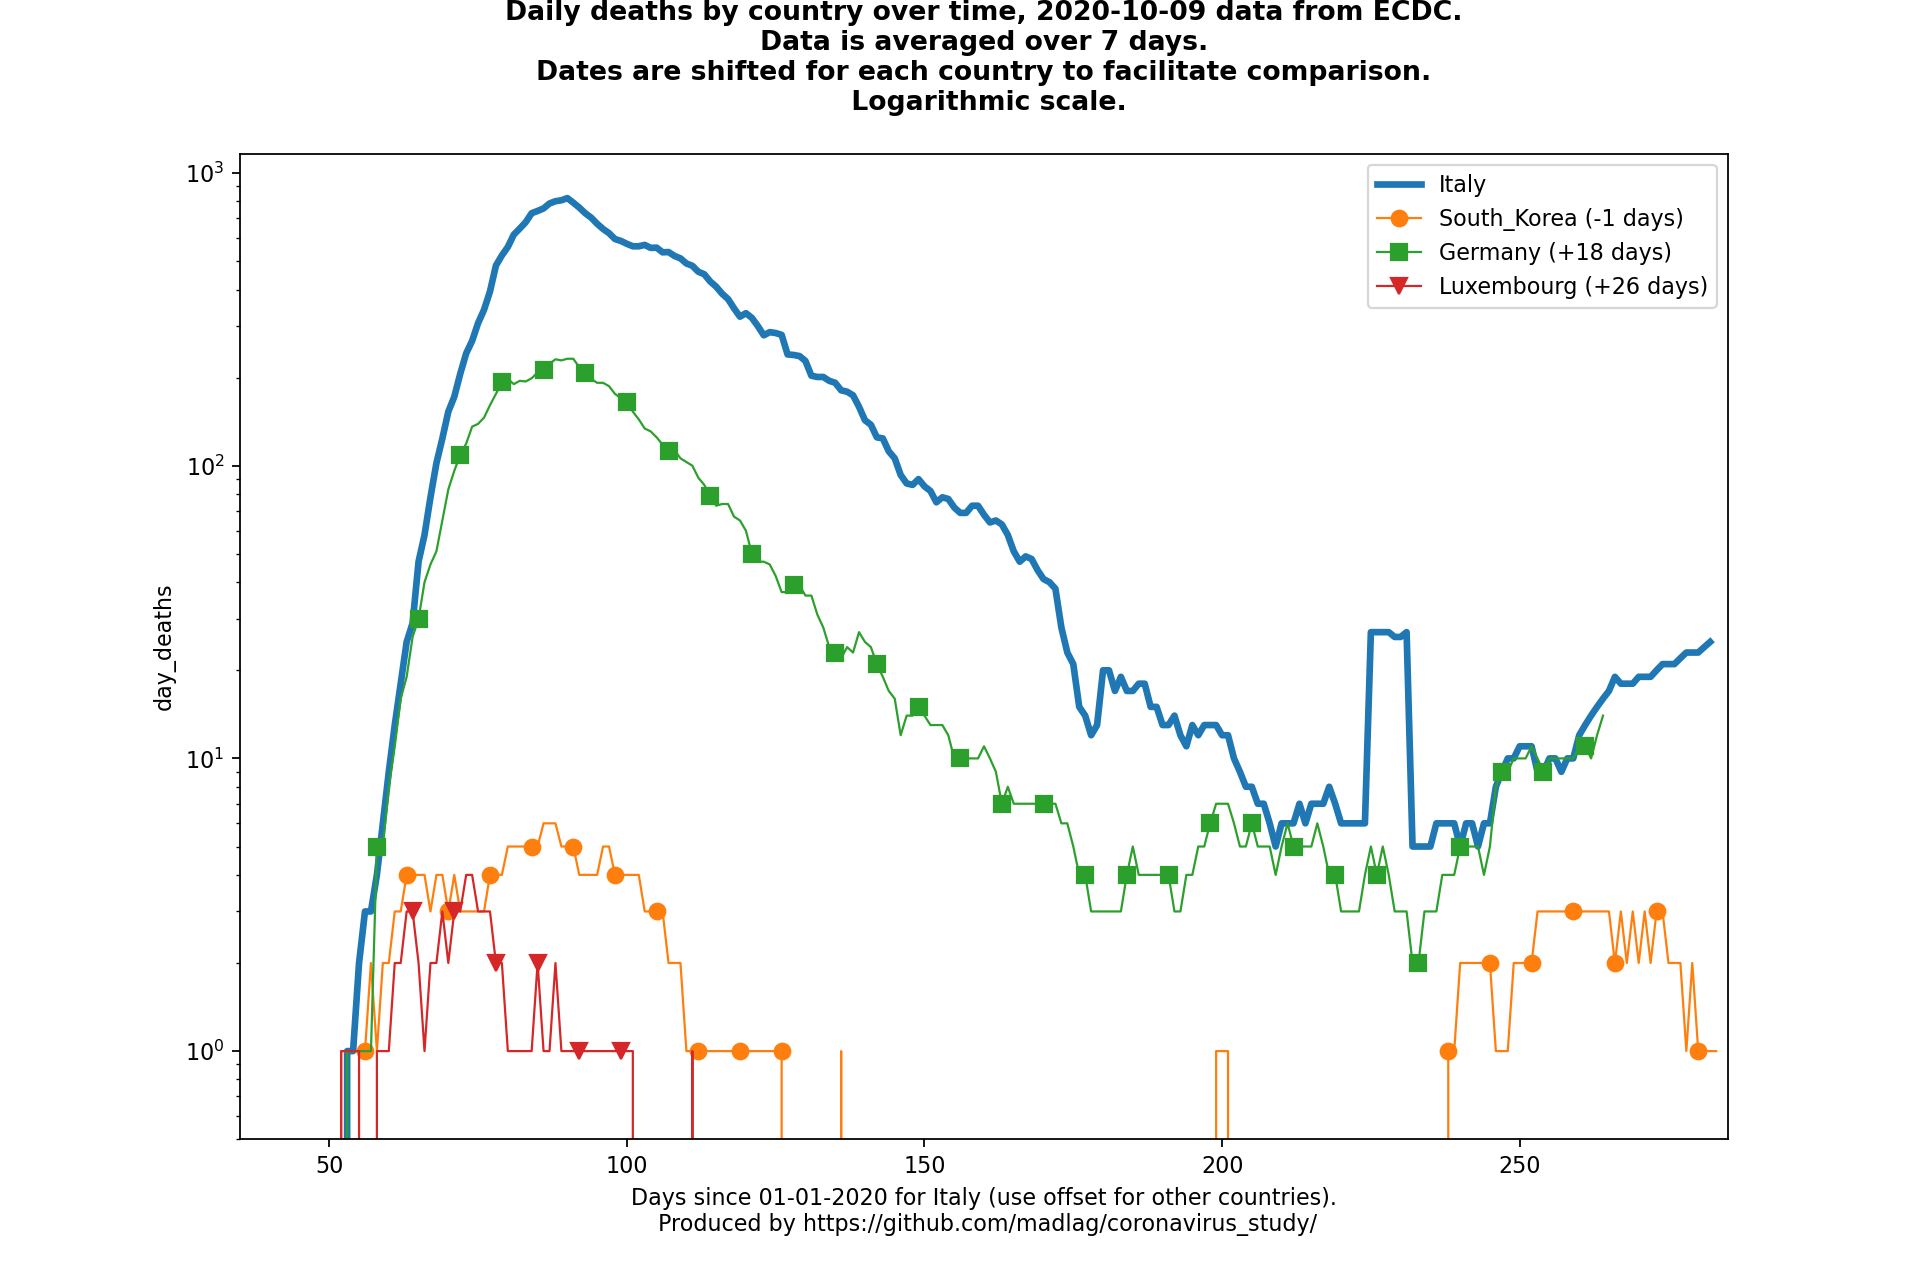 Daily deaths by country over time, 2020-10-09 data from ECDC.
Data is averaged over 7 days.
Dates are shifted for each country to facilitate comparison.
Logarithmic scale.
10³
10²
10¹
10⁰
day_deaths
Italy
South_Korea (-1 days)
Germany (+18 days)
Luxembourg (+26 days)
50 100 150 200 250
Days since 01-01-2020 for Italy (use offset for other countries).
Produced by https://github.com/madlag/coronavirus_study/